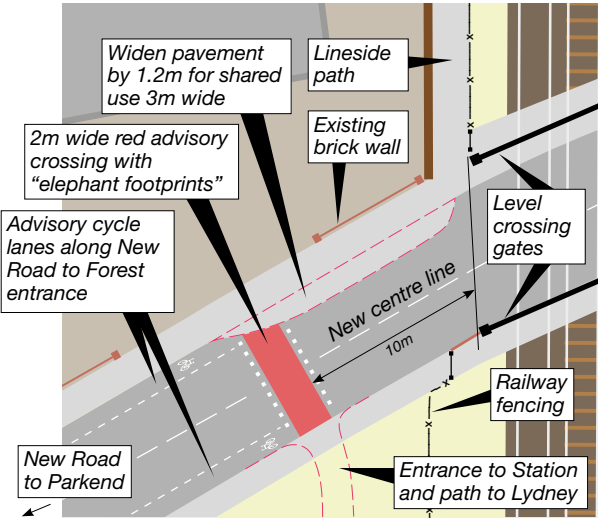 Widen pavement
by 1.2m for shared
use 3m wide
Lineside
path
2m wide red advisory
crossing with
“elephant footprints”
Existing
brick wall
Advisory cycle
lanes along New
Road to Forest
entrance
Level
crossing
gates
New centre line
10m
Railway
fencing
New Road
to Parkend
Entrance to Station
and path to Lydney